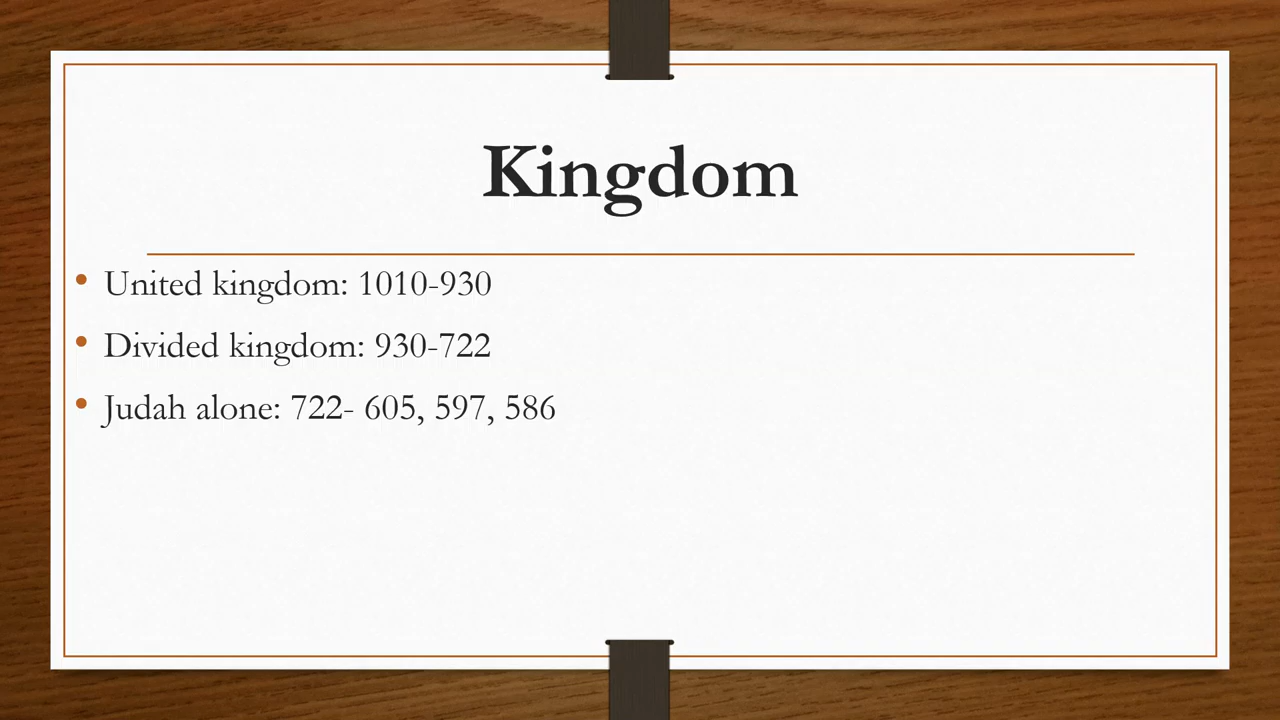 Kingdom
• United kingdom: 1010-930
• Divided kingdom: 930-722
• Judah alone: 722- 605, 597, 586